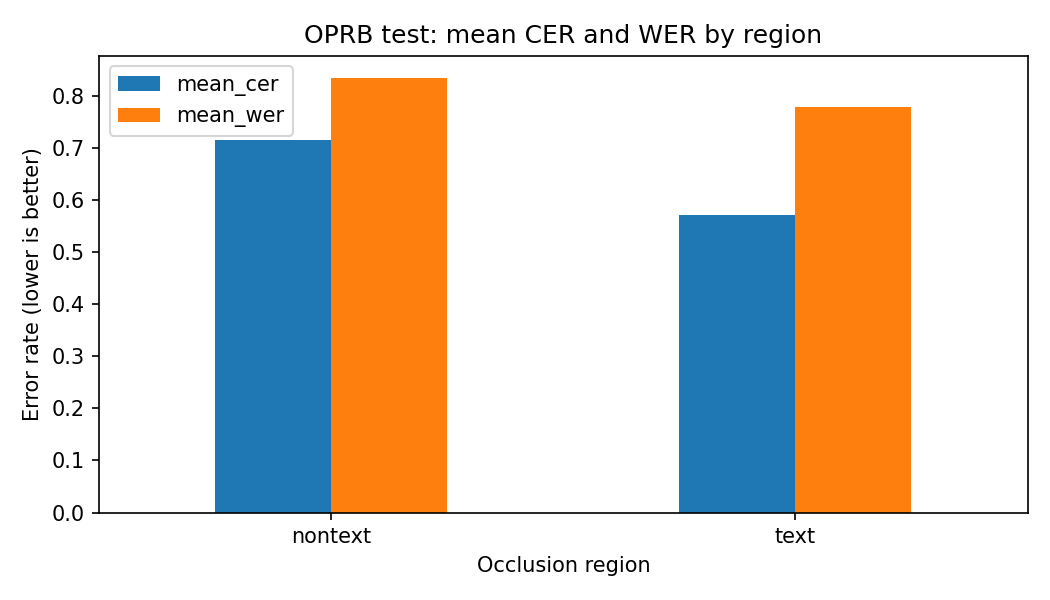 OPRB test: mean CER and WER by region
mean_cer
mean_wer
Error rate (lower is better)
0.8
0.7
0.6
0.5
0.4
0.3
0.2
0.1
0.0
nontext
text
Occlusion region